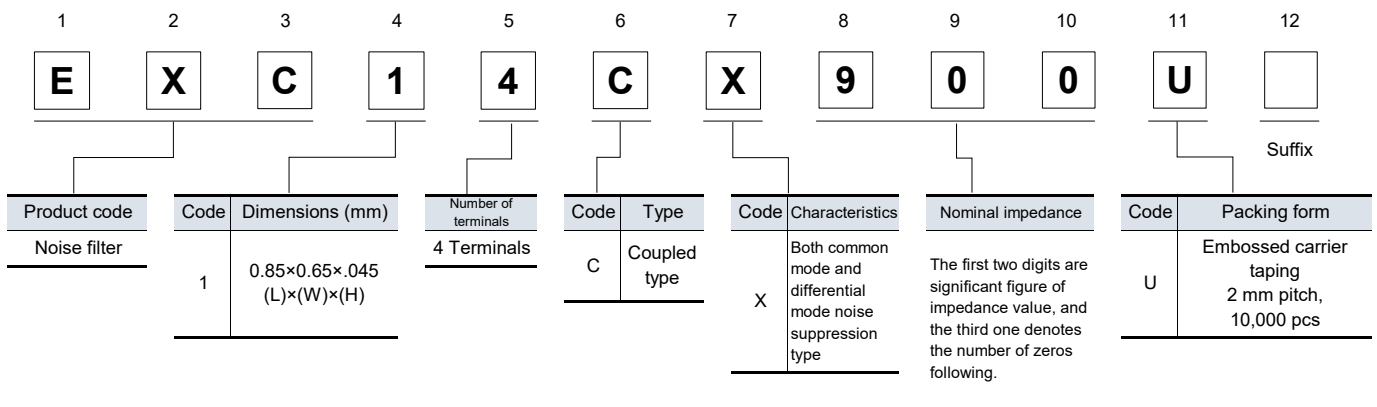 1 2 3 4 5 6 7 8 9 10 11 12
E X C 1 4 C X 9 0 0 U
Suffix
Product code
Noise filter
Code Dimensions (mm)
1
0.85×0.65×.045
(L)×(W)×(H)
Number of
terminals
4 Terminals
Code Type
C
Coupled
type
Code Characteristics
X
Both common
mode and
differential
mode noise
suppression
type
Nominal impedance
The first two digits are
significant figure of
impedance value, and
the third one denotes
the number of zeros
following.
Code Packing form
U
Embossed carrier
taping
2 mm pitch,
10,000 pcs